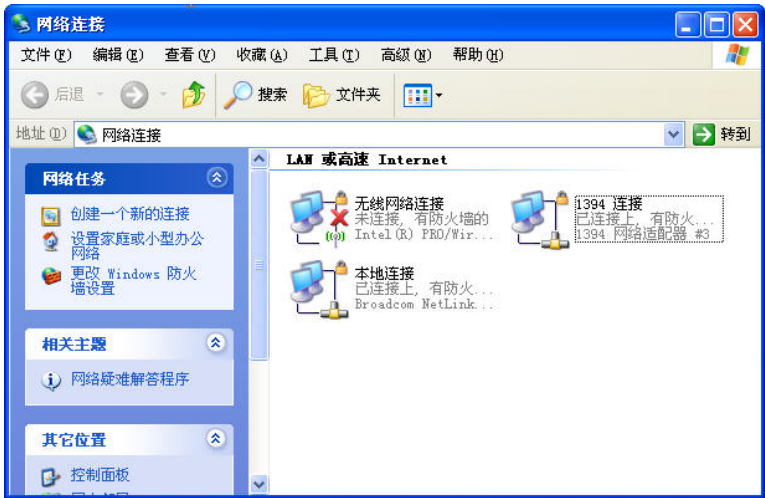 网络连接
文件(F) 编辑(E) 查看(V) 收藏(A) 工具(T) 高级(N) 帮助(H)
后退 搜索 文件夹
地址(D) 网络连接 转到
网络任务
创建一个新的连接
设置家庭或小型办公
网络
更改 Windows 防火
墙设置
相关主题
网络疑难解答程序
其它位置
控制面板
LAN 或高速 Internet
无线网络连接
未连接，有防火墙的
Intel(R) PRO/Wir...
1394 连接
已连接上，有防火...
1394 网络适配器 #3
本地连接
已连接上，有防火...
Broadcom NetLink...